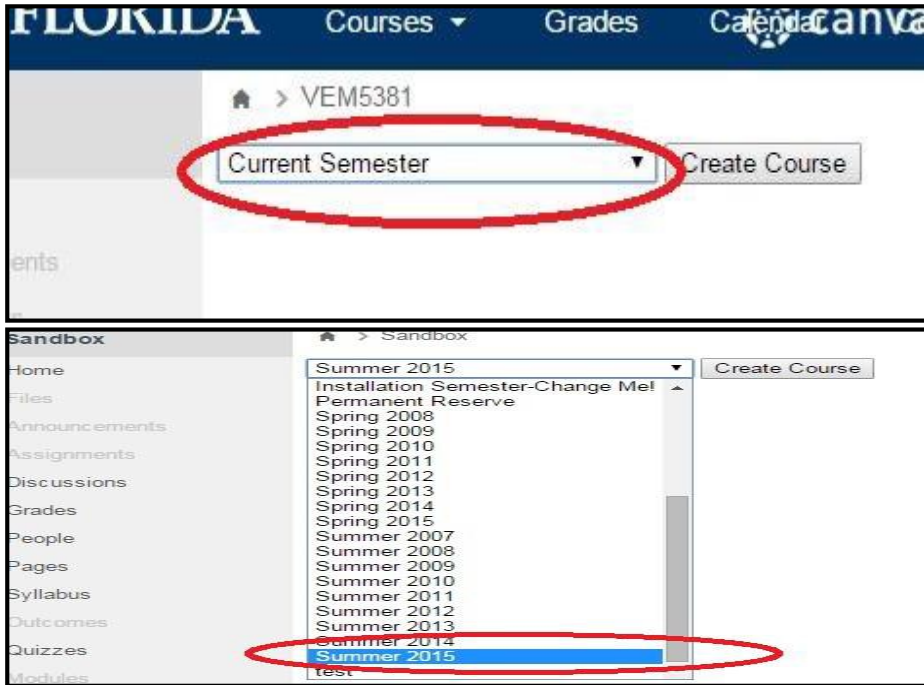 FLORIDA Courses Grades Calendar canva
> VEM5381
Current Semester Create Course
ents
Sandbox > Sandbox
Home Summer 2015 Create Course
Files Installation Semester-Change Me!
Permanent Reserve
Announcements Spring 2008
Spring 2009
Assignments Spring 2010
Spring 2011
Discussions Spring 2012
Spring 2013
Grades Spring 2014
Spring 2015
People Summer 2007
Summer 2008
Pages Summer 2009
Summer 2010
Syllabus Summer 2011
Summer 2012
Outcomes Summer 2013
Summer 2014
Quizzes Summer 2015
Modules test